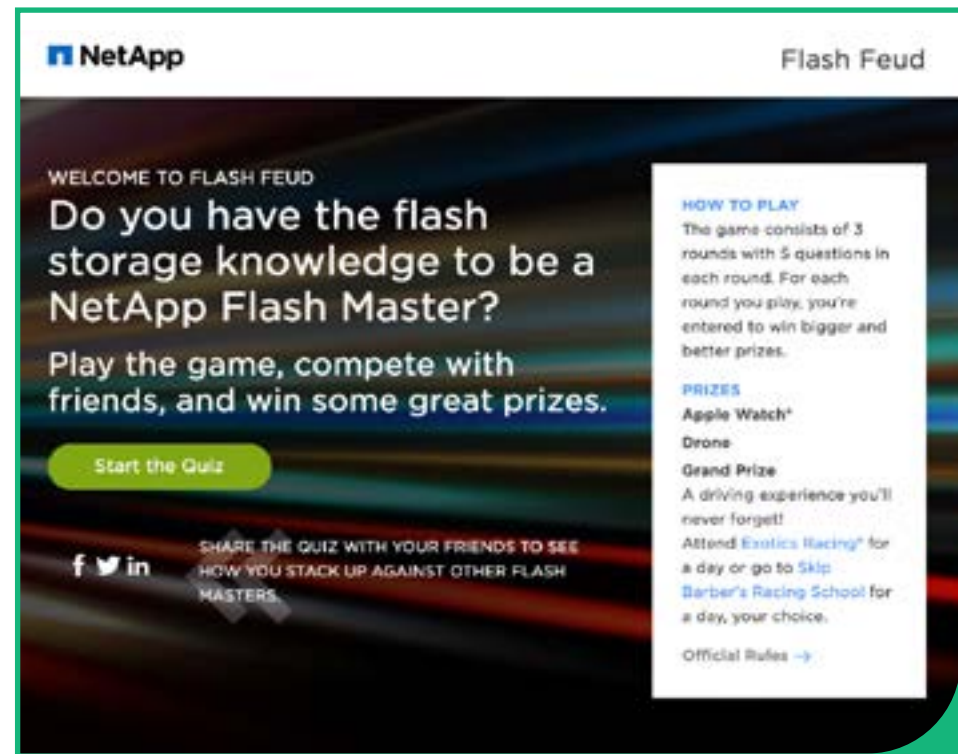 NetApp
Flash Feud
WELCOME TO FLASH FEUD
Do you have the flash
storage knowledge to be a
NetApp Flash Master?
Play the game, compete with
friends, and win some great prizes.
Start the Quiz
f in
SHARE THE QUIZ WITH YOUR FRIENDS TO SEE
HOW YOU STACK UP AGAINST OTHER FLASH
MASTERS.
HOW TO PLAY
The game consists of 3
rounds with 5 questions in
each round. For each
round you play, you're
entered to win bigger and
better prizes.
PRIZES
Apple Watch*
Drone
Grand Prize
A driving experience you'll
never forget!
Attend Exotics Racing* for
a day or go to Skip
Barber's Racing School for
a day, your choice.
Official Rules →